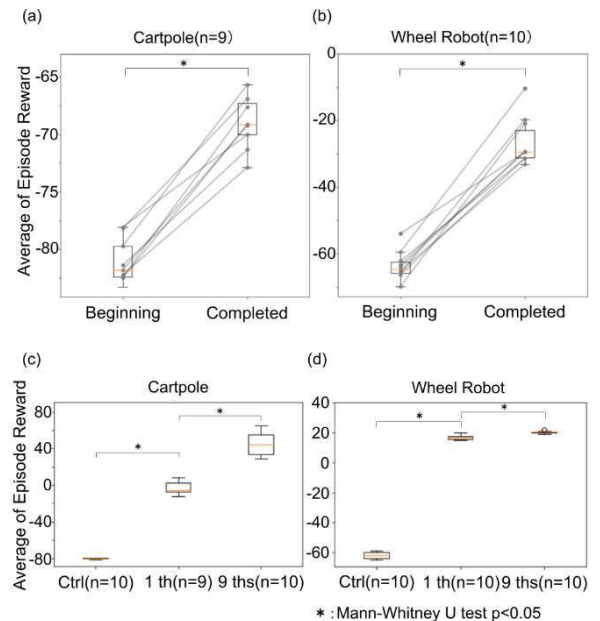 (a)
Cartpole(n=9)
*
-65
-70
-75
-80
Average of Episode Reward
Beginning
Completed
(b)
Wheel Robot(n=10)
*
0
-20
-40
-60
Beginning
Completed
(c)
Cartpole
*
*
80
40
0
-40
-80
Average of Episode Reward
Ctrl(n=10)
1 th(n=9)
9 ths(n=10)
(d)
Wheel Robot
*
*
40
20
0
-20
-40
-60
Ctrl(n=10)
1 th(n=10)
9 ths(n=10)
* :Mann-Whitney U test p<0.05